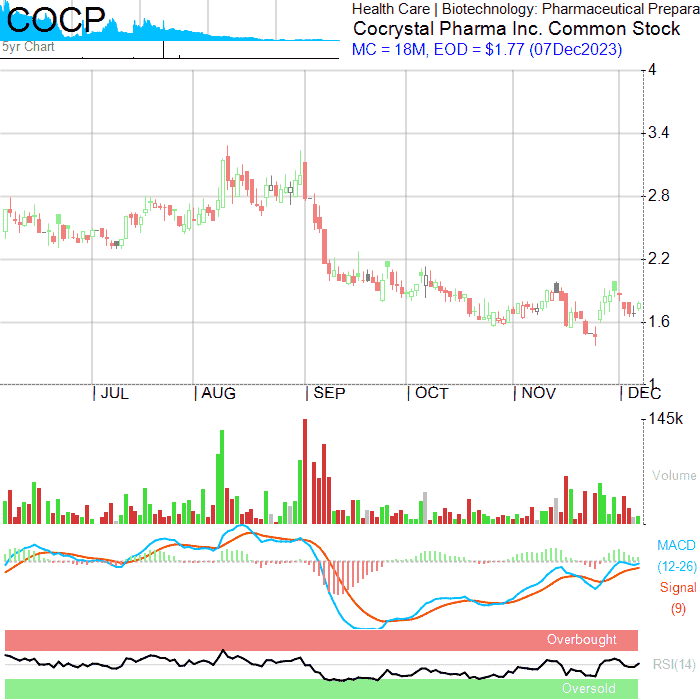 COCP
5yr Chart
Health Care | Biotechnology: Pharmaceutical Prepara
Cocrystal Pharma Inc. Common Stock
MC = 18M, EOD = $1.77 (07Dec2023)
4
3.4
2.8
2.2
1.6
1
JUL
AUG
SEP
OCT
NOV
DEC
145k
Volume
MACD
(12-26)
Signal
(9)
Overbought
RSI(14)
Oversold